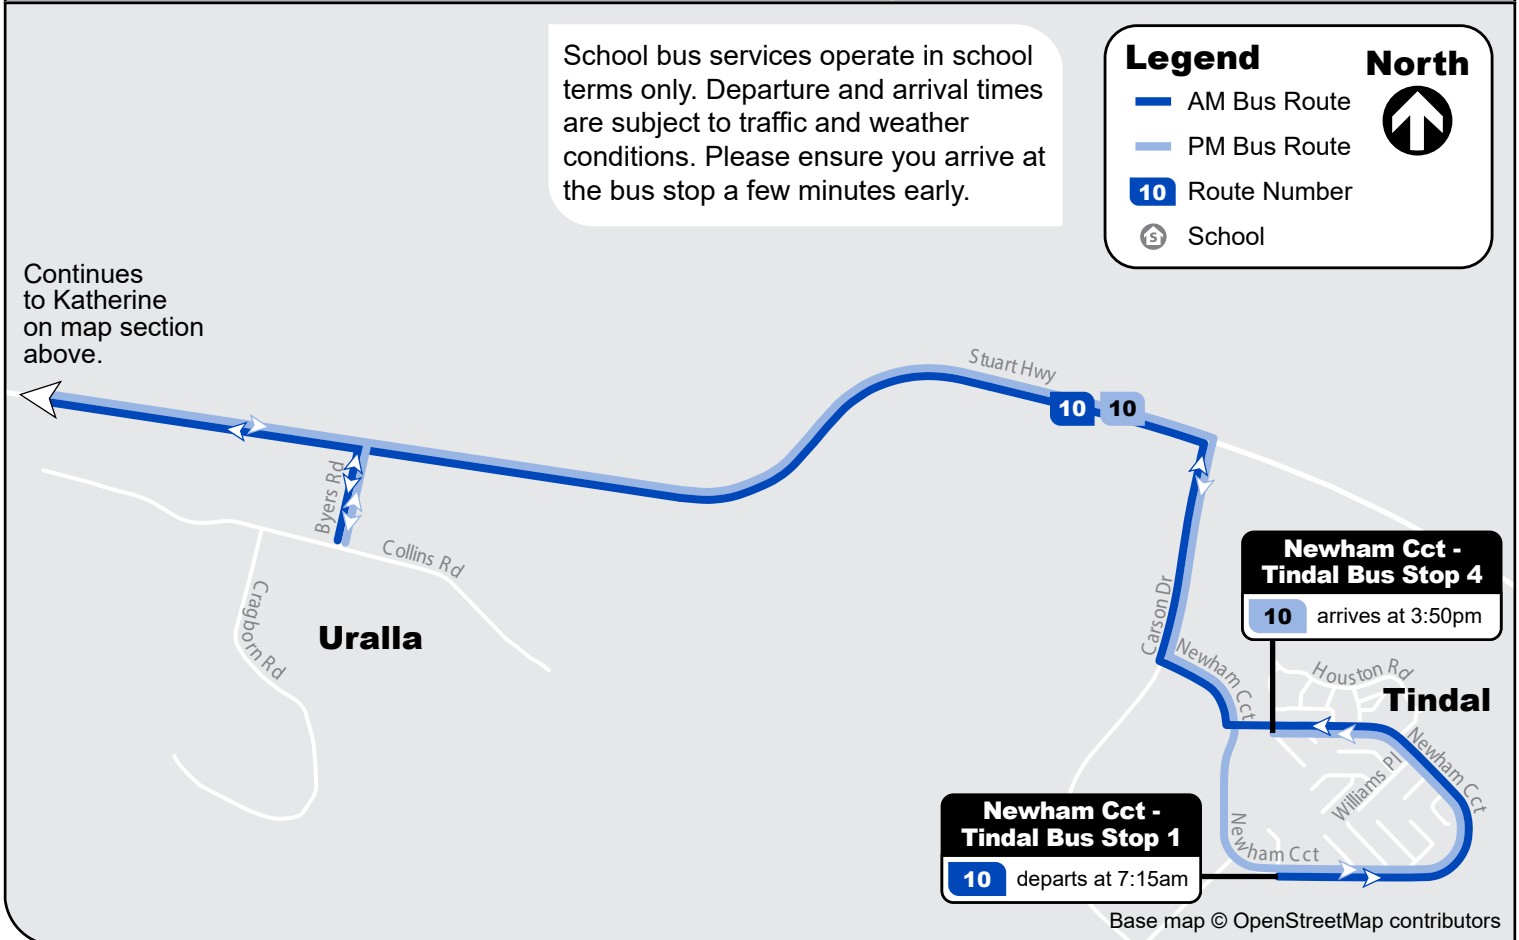 School bus services operate in school
terms only. Departure and arrival times
are subject to traffic and weather
conditions. Please ensure you arrive at
the bus stop a few minutes early.
Legend
North
AM Bus Route
PM Bus Route
10 Route Number
S School
Continues
to Katherine
on map section
above.
Stuart Hwy
10 10
Byers Rd
Collins Rd
Cragborn Rd
Uralla
Carson Dr
Newham Cct
Newham Cct -
Tindal Bus Stop 4
10 arrives at 3:50pm
Houston Rd
Tindal
Newham Cct
Williams Pl
Newham Cct -
Tindal Bus Stop 1
10 departs at 7:15am
Newham Cct
Base map © OpenStreetMap contributors